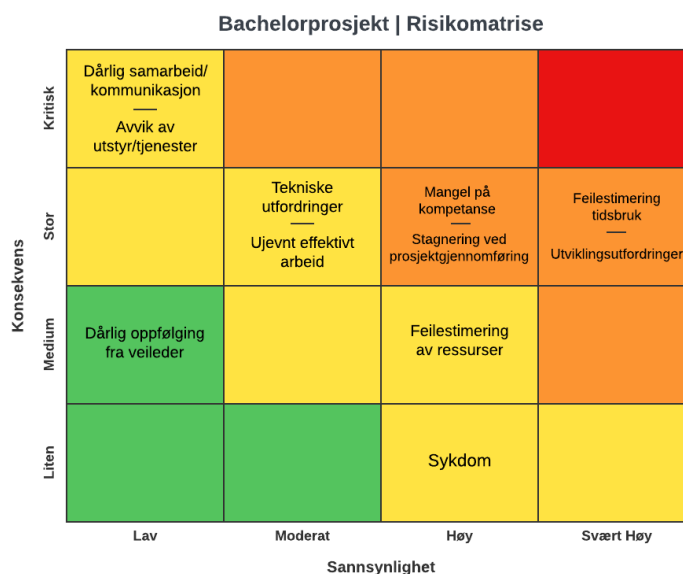 Bachelorprosjekt | Risikomatrise
Konsekvens
Kritisk
Dårlig samarbeid/
kommunikasjon
Avvik av
utstyr/tjenester
Stor
Tekniske
utfordringer
Ujevnt effektivt
arbeid
Mangel på
kompetanse
Stagnering ved
prosjektgjennomføring
Feilestimering
tidsbruk
Utviklingsutfordringer
Medium
Dårlig oppfølging
fra veileder
Feilestimering
av ressurser
Liten
Sykdom
Lav
Moderat
Høy
Svært Høy
Sannsynlighet